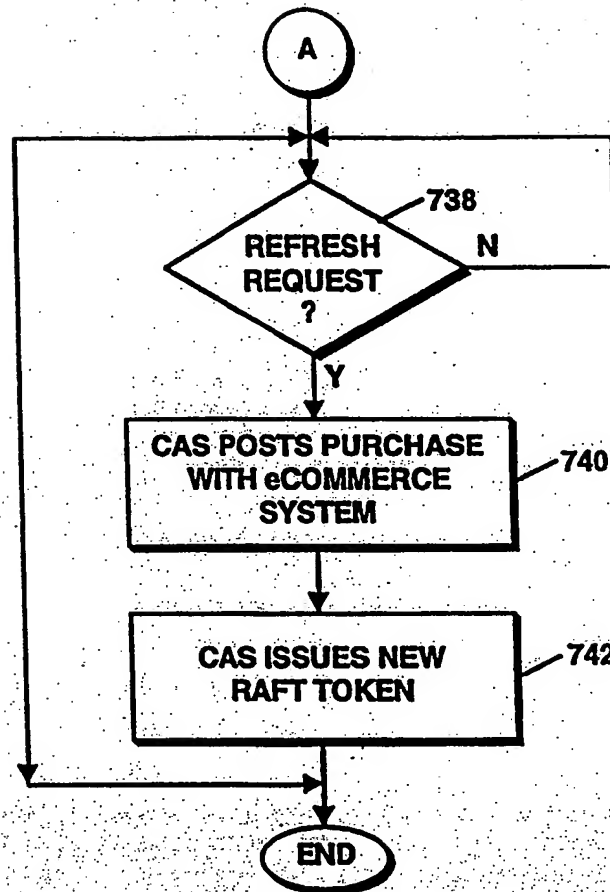 A
738
REFRESH
REQUEST
?
N
Y
CAS POSTS PURCHASE
WITH eCOMMERCE
SYSTEM
740
CAS ISSUES NEW
RAFT TOKEN
742
END